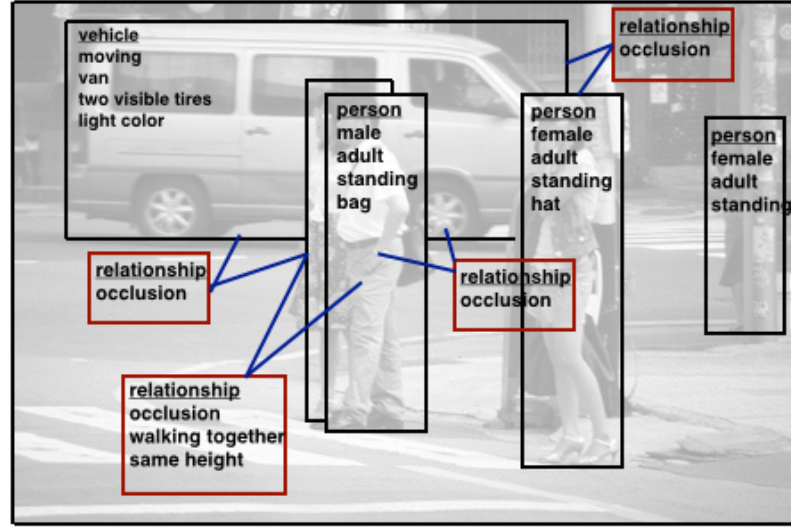 vehicle
moving
van
two visible tires
light color
relationship
occlusion
person
male
adult
standing
bag
person
female
adult
standing
hat
person
female
adult
standing
relationship
occlusion
relationship
occlusion
relationship
occlusion
walking together
same height